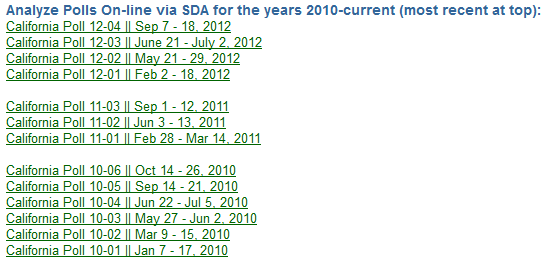 Analyze Polls On-line via SDA for the years 2010-current (most recent at top):
California Poll 12-04 || Sep 7 - 18, 2012
California Poll 12-03 || June 21 - July 2, 2012
California Poll 12-02 || May 21 - 29, 2012
California Poll 12-01 || Feb 2 - 18, 2012
California Poll 11-03 || Sep 1 - 12, 2011
California Poll 11-02 || Jun 3 - 13, 2011
California Poll 11-01 || Feb 28 - Mar 14, 2011
California Poll 10-06 || Oct 14 - 26, 2010
California Poll 10-05 || Sep 14 - 21, 2010
California Poll 10-04 || Jun 22 - Jul 5, 2010
California Poll 10-03 || May 27 - Jun 2, 2010
California Poll 10-02 || Mar 9 - 15, 2010
California Poll 10-01 || Jan 7 - 17, 2010